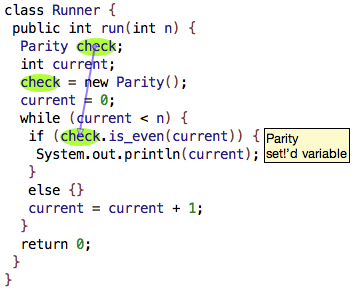 class Runner {
public int run(int n) {
Parity check;
int current;
check = new Parity();
current = 0;
while (current < n) {
if (check.is_even(current)) {
System.out.println(current);
}
else {}
current = current + 1;
}
return 0;
}
}
Parity
set!'d variable